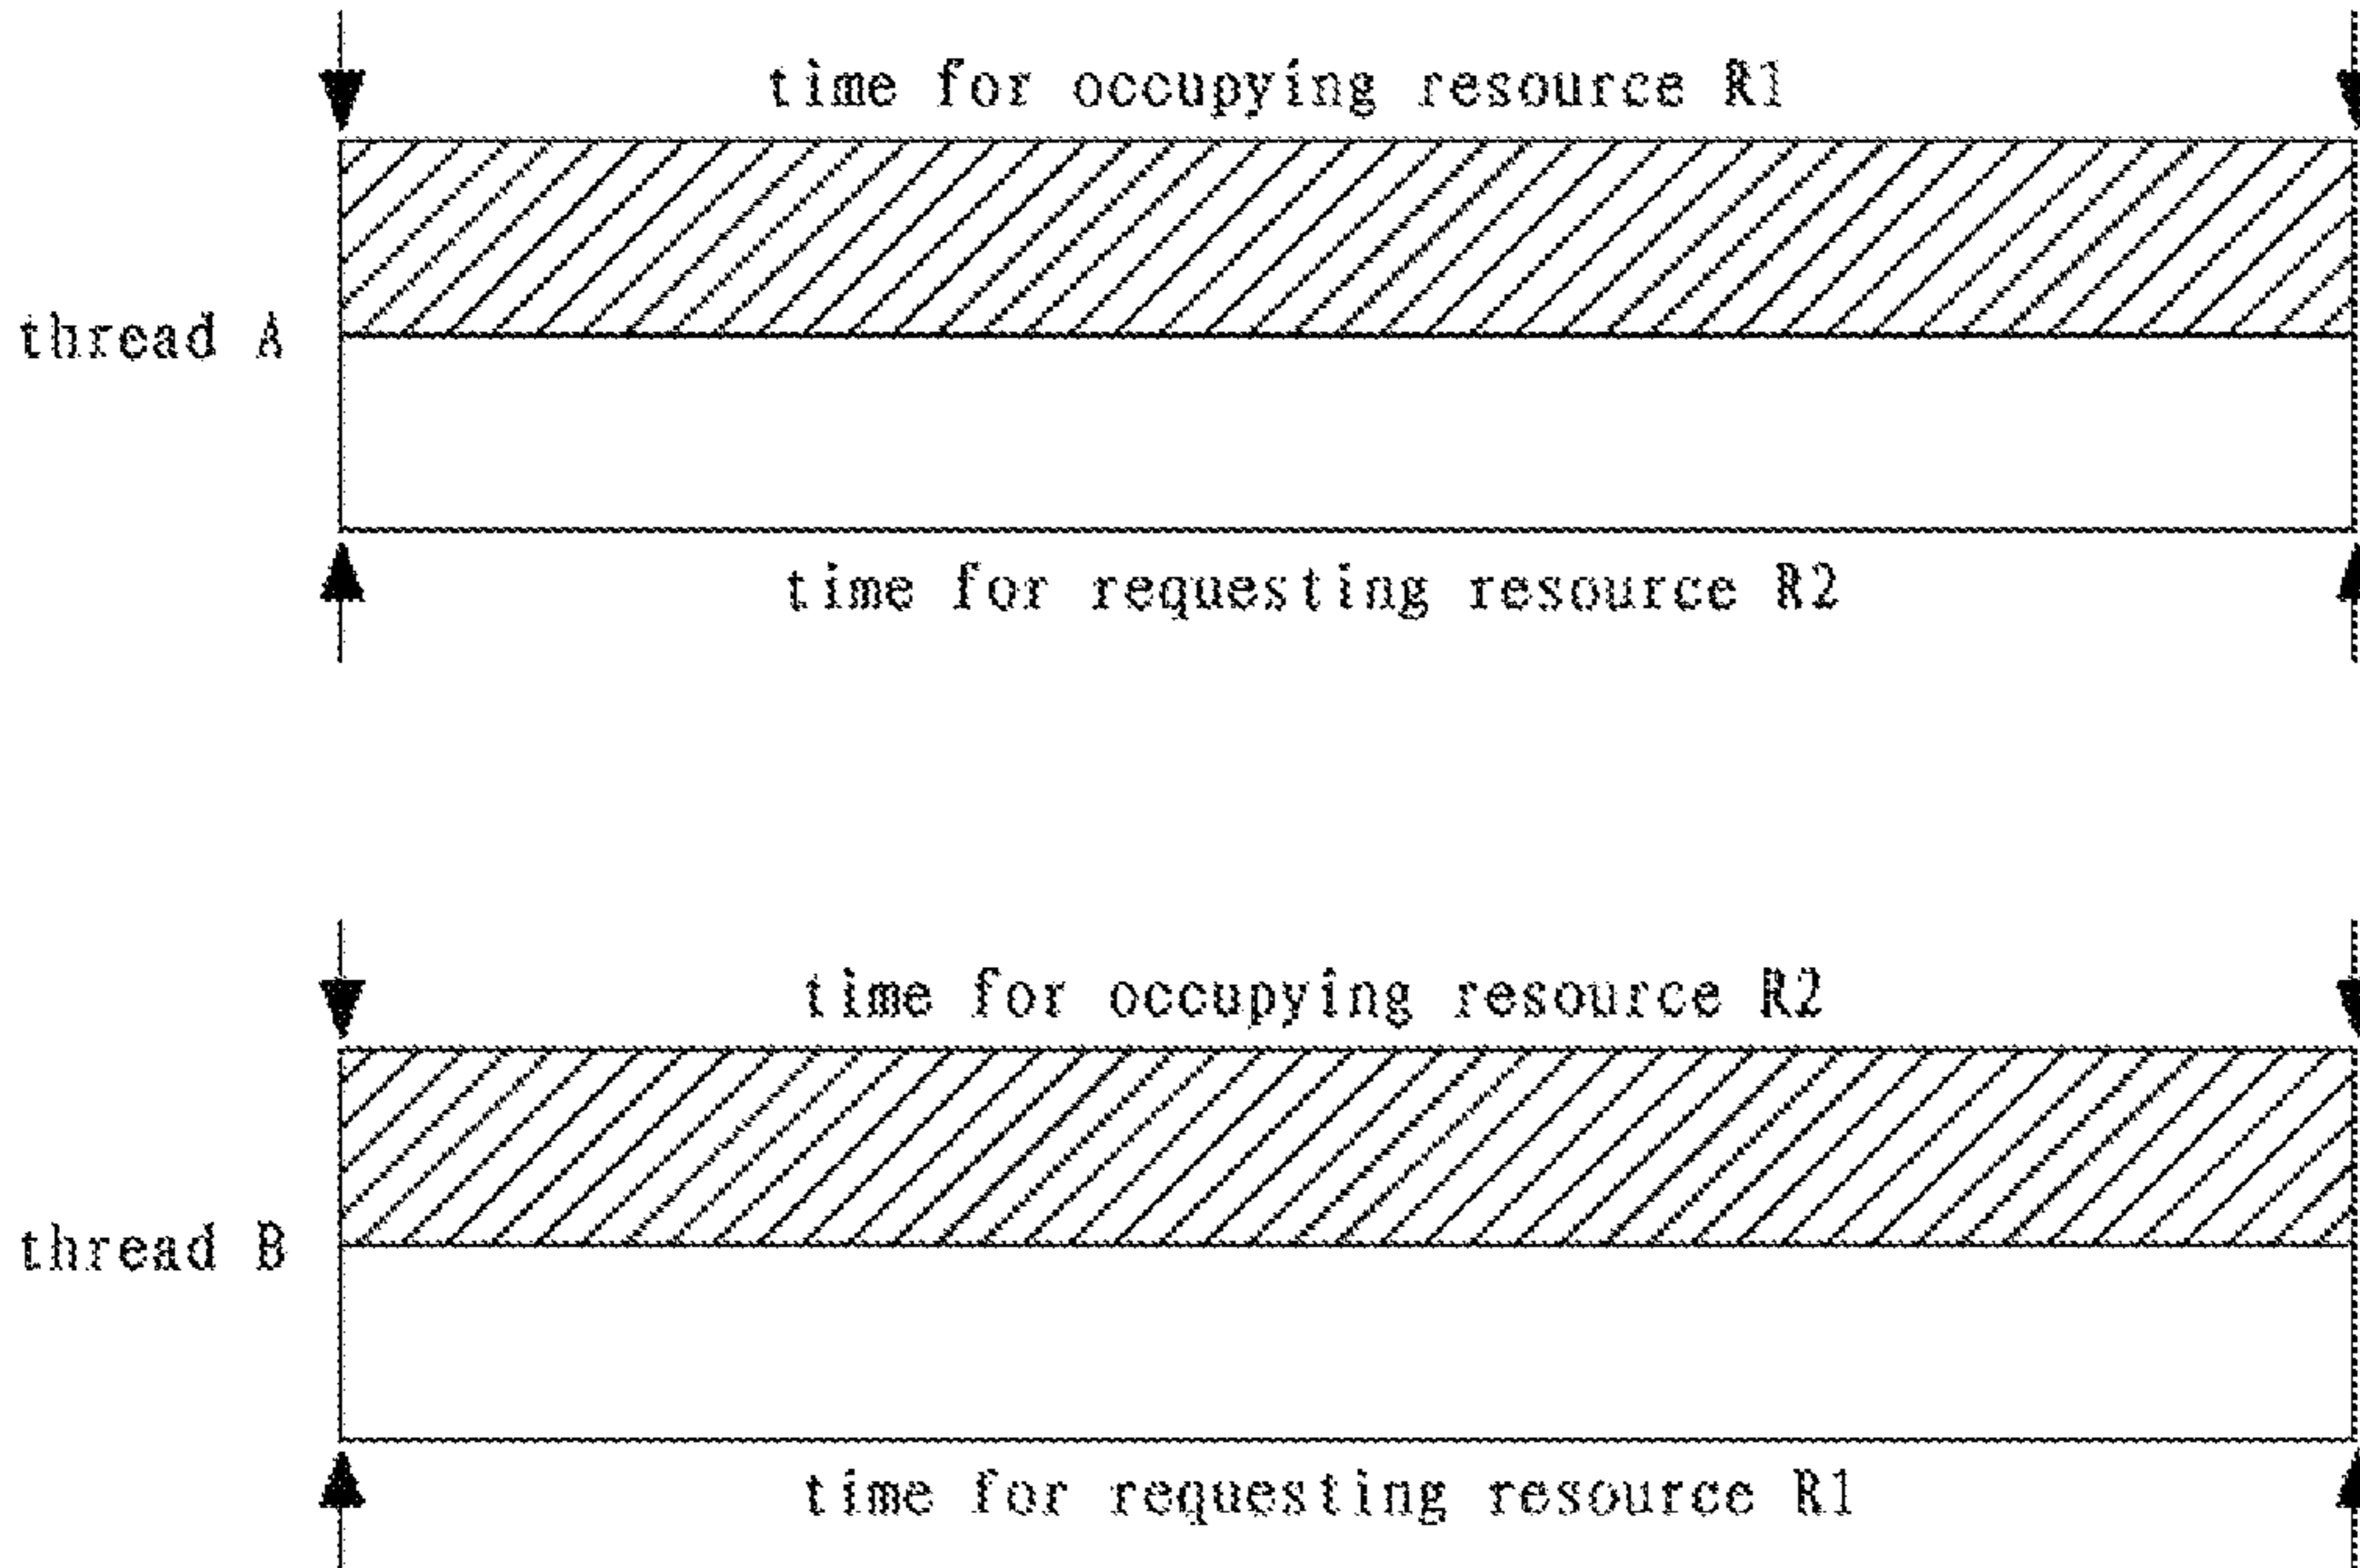 time for occupying resource R1
thread A
time for requesting resource R2
time for occupying resource R2
thread B
time for requesting resource R1